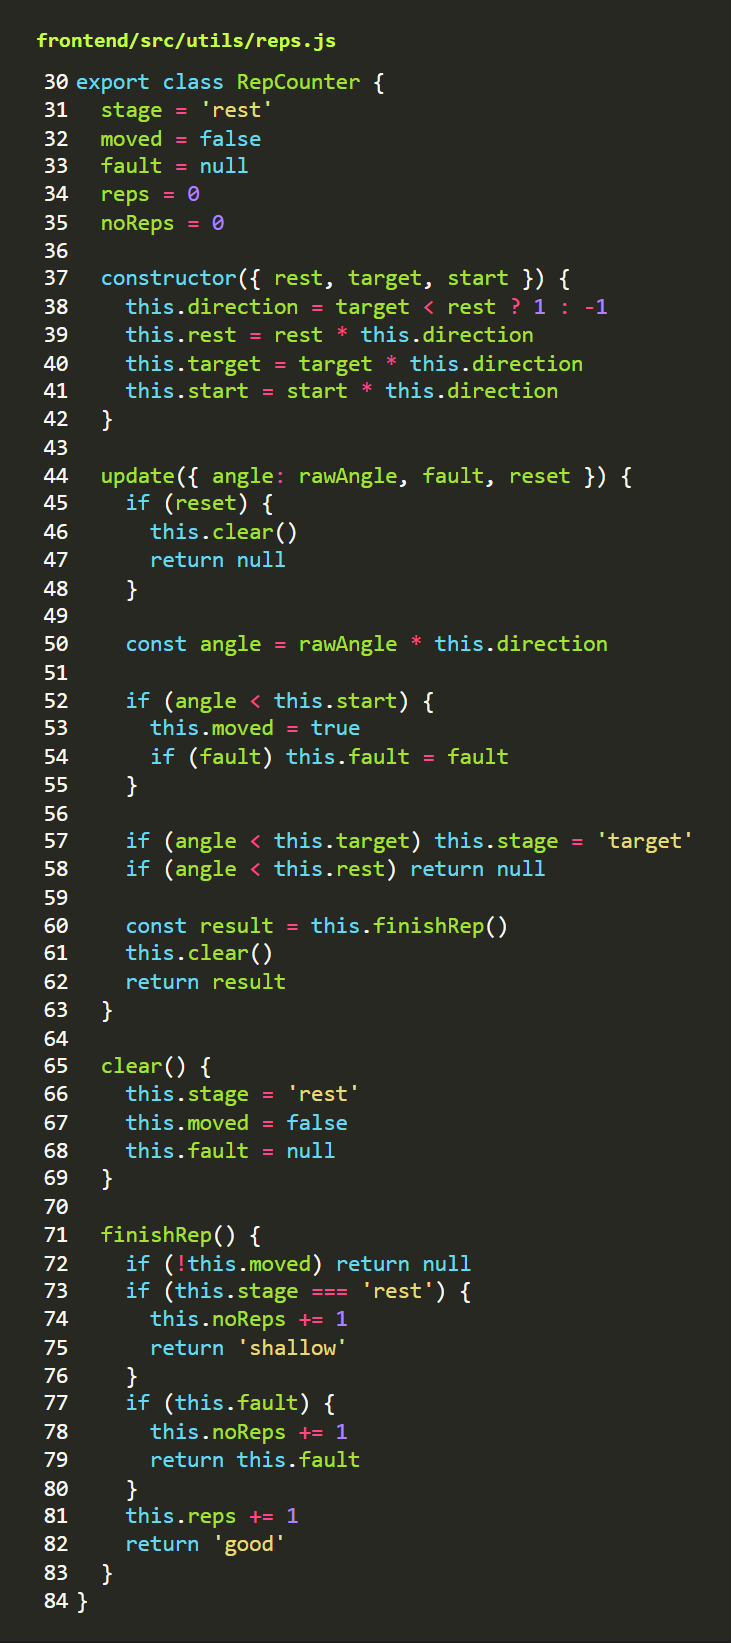 frontend/src/utils/reps.js
30 export class RepCounter {
31   stage = 'rest'
32   moved = false
33   fault = null
34   reps = 0
35   noReps = 0
36
37   constructor({ rest, target, start }) {
38     this.direction = target < rest ? 1 : -1
39     this.rest = rest * this.direction
40     this.target = target * this.direction
41     this.start = start * this.direction
42   }
43
44   update({ angle: rawAngle, fault, reset }) {
45     if (reset) {
46       this.clear()
47       return null
48     }
49
50     const angle = rawAngle * this.direction
51
52     if (angle < this.start) {
53       this.moved = true
54       if (fault) this.fault = fault
55     }
56
57     if (angle < this.target) this.stage = 'target'
58     if (angle < this.rest) return null
59
60     const result = this.finishRep()
61     this.clear()
62     return result
63   }
64
65   clear() {
66     this.stage = 'rest'
67     this.moved = false
68     this.fault = null
69   }
70
71   finishRep() {
72     if (!this.moved) return null
73     if (this.stage === 'rest') {
74       this.noReps += 1
75       return 'shallow'
76     }
77     if (this.fault) {
78       this.noReps += 1
79       return this.fault
80     }
81     this.reps += 1
82     return 'good'
83   }
84 }